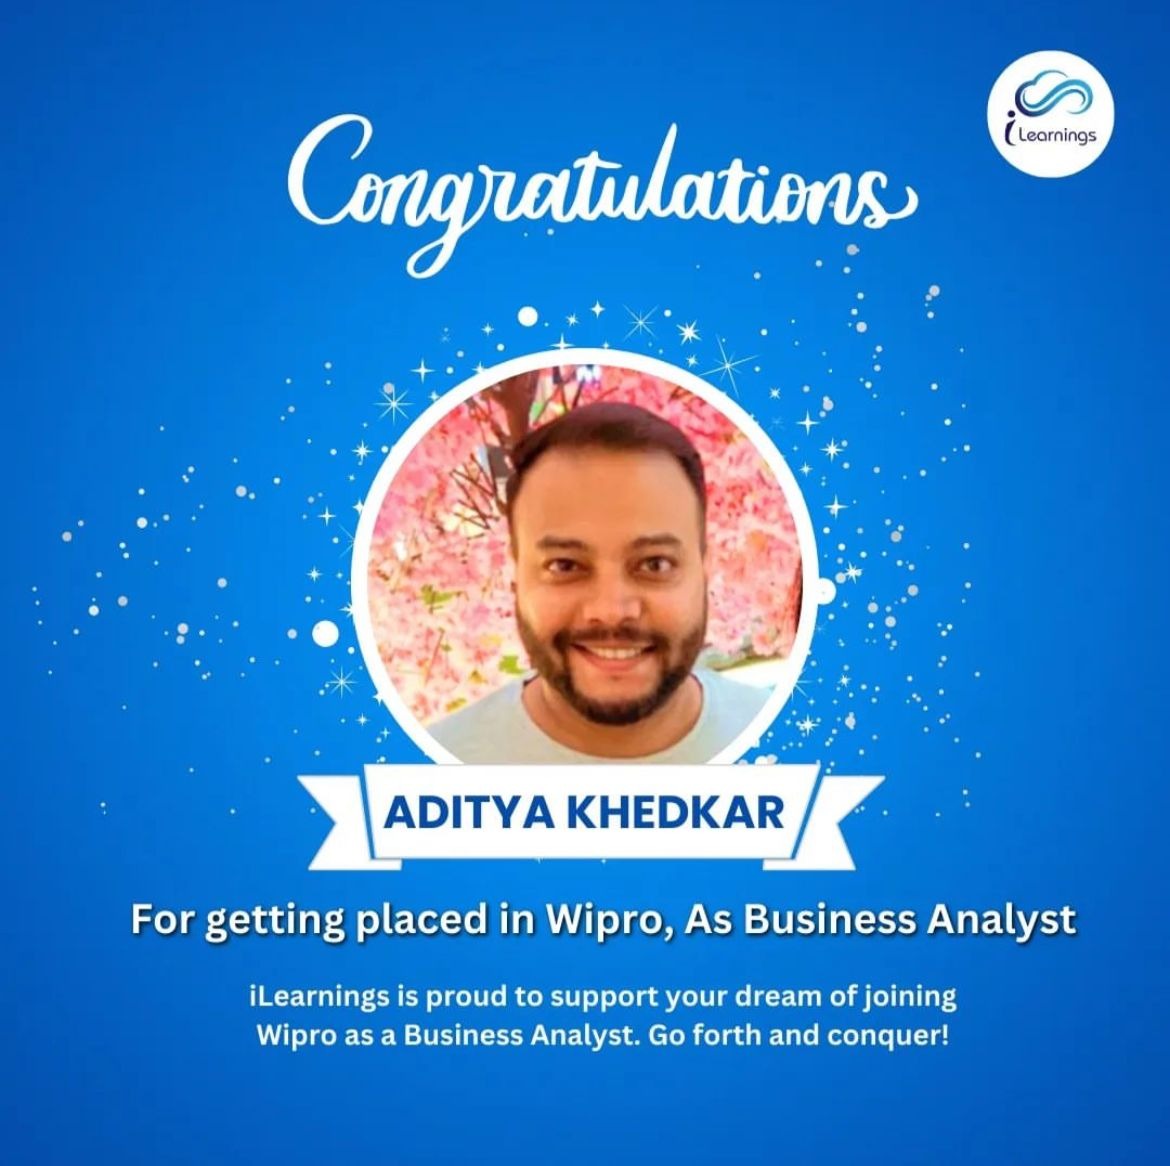 iLearnings
Congratulations
ADITYA KHEDKAR
For getting placed in Wipro, As Business Analyst
iLearnings is proud to support your dream of joining
Wipro as a Business Analyst. Go forth and conquer!